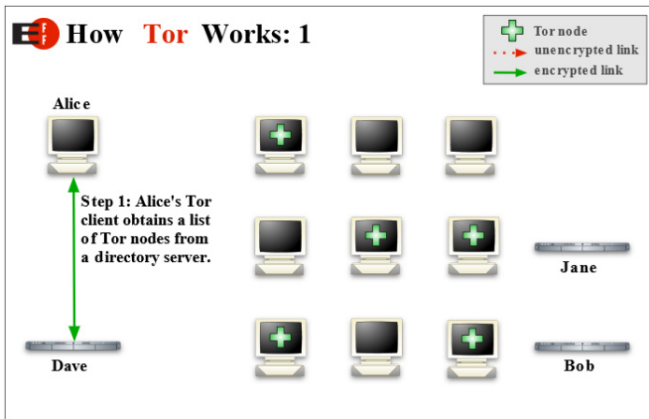 E F F How Tor Works: 1
Tor node
unencrypted link
encrypted link
Alice
Step 1: Alice's Tor
client obtains a list
of Tor nodes from
a directory server.
Jane
Dave
Bob